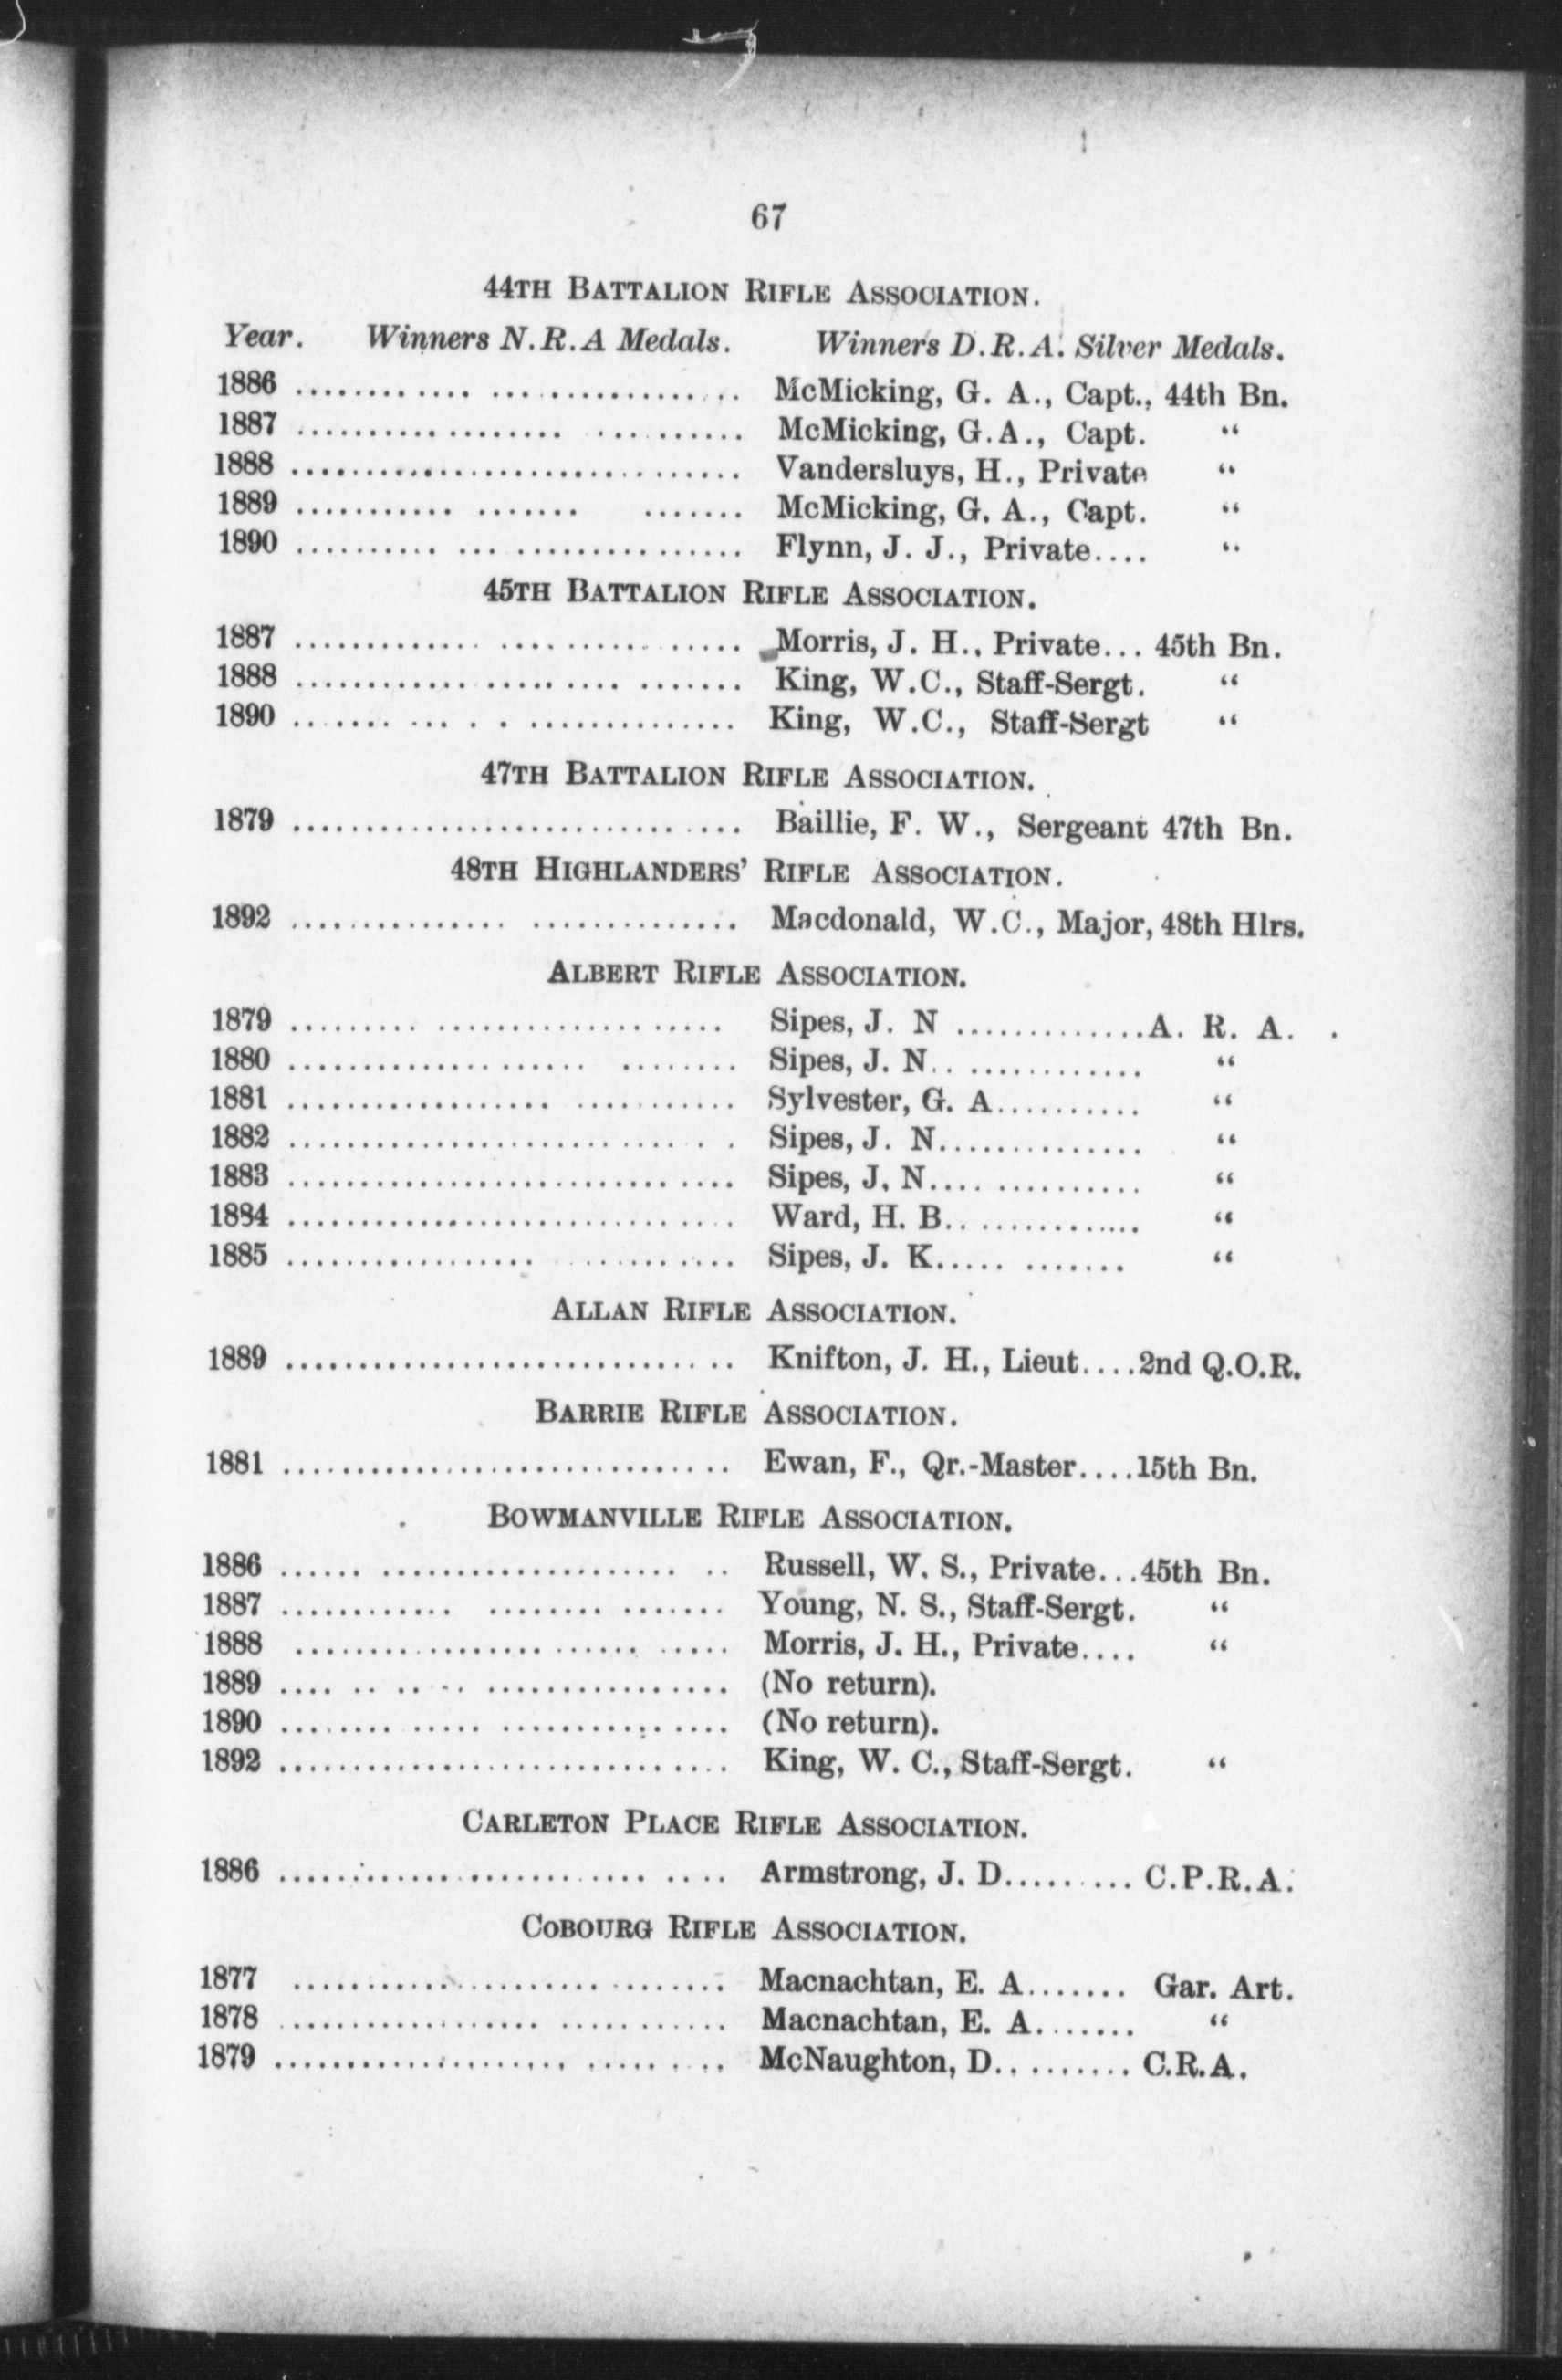 67
44TH BATTALION RIFLE ASSOCIATION.
Year. Winners N.R.A Medals. Winners D.R.A. Silver Medals.
1886 .............................. McMicking, G. A., Capt., 44th Bn.
1887 .............................. McMicking, G.A., Capt. “
1888 .............................. Vandersluys, H., Private “
1889 .............................. McMicking, G. A., Capt. “
1890 .............................. Flynn, J. J., Private.... “
45TH BATTALION RIFLE ASSOCIATION.
1887 .............................. Morris, J. H., Private... 45th Bn.
1888 .............................. King, W.C., Staff-Sergt. “
1890 .............................. King, W.C., Staff-Sergt “
47TH BATTALION RIFLE ASSOCIATION.
1879 .............................. Baillie, F. W., Sergeant 47th Bn.
48TH HIGHLANDERS’ RIFLE ASSOCIATION.
1892 .............................. Macdonald, W.C., Major, 48th Hlrs.
ALBERT RIFLE ASSOCIATION.
1879 .............................. Sipes, J. N ..............A. R. A.
1880 .............................. Sipes, J. N.............. “
1881 .............................. Sylvester, G. A.......... “
1882 .............................. Sipes, J. N.............. “
1883 .............................. Sipes, J, N.............. “
1884 .............................. Ward, H. B.............. “
1885 .............................. Sipes, J. K............ “
ALLAN RIFLE ASSOCIATION.
1889 .............................. Knifton, J. H., Lieut....2nd Q.O.R.
BARRIE RIFLE ASSOCIATION.
1881 .............................. Ewan, F., Qr.-Master....15th Bn.
BOWMANVILLE RIFLE ASSOCIATION.
1886 .............................. Russell, W. S., Private...45th Bn.
1887 .............................. Young, N. S., Staff-Sergt. “
1888 .............................. Morris, J. H., Private.... “
1889 .............................. (No return).
1890 .............................. (No return).
1892 .............................. King, W. C., Staff-Sergt. “
CARLETON PLACE RIFLE ASSOCIATION.
1886 .............................. Armstrong, J. D......... C.P.R.A.
COBOURG RIFLE ASSOCIATION.
1877 .............................. Macnachtan, E. A....... Gar. Art.
1878 .............................. Macnachtan, E. A....... “
1879 .............................. McNaughton, D.......... C.R.A.